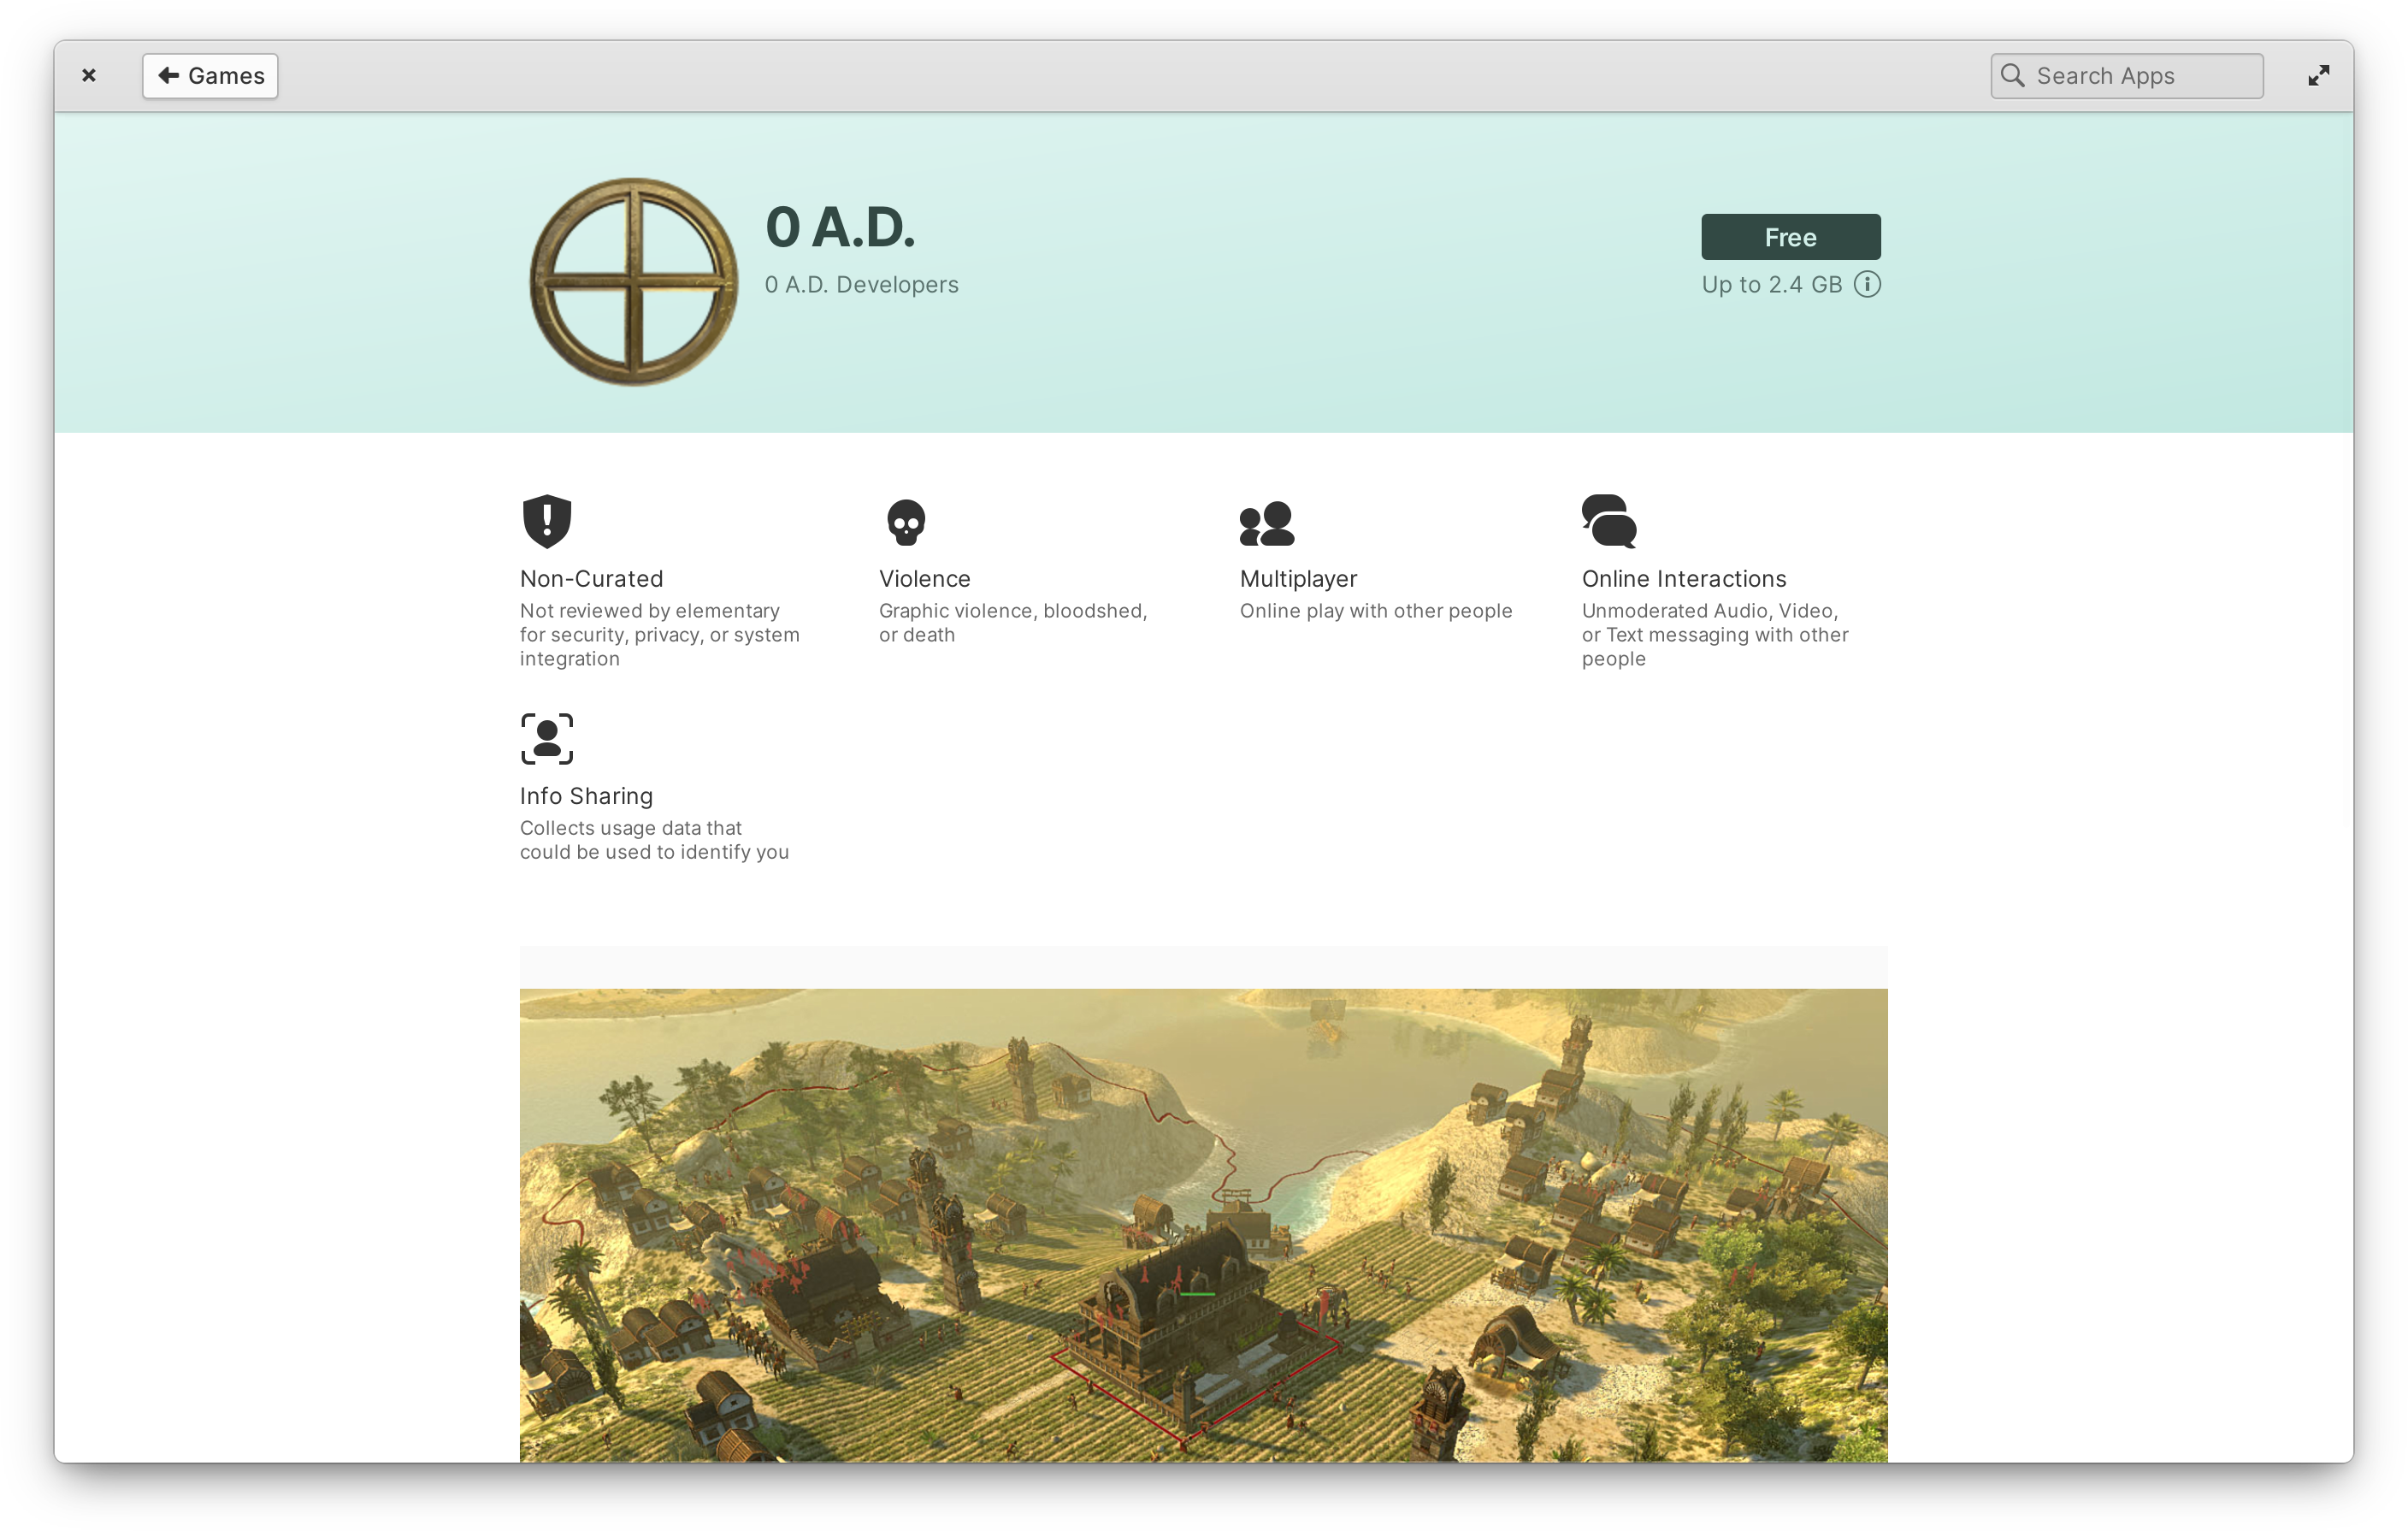 Games
Search Apps
0 A.D.
0 A.D. Developers
Free
Up to 2.4 GB
Non-Curated
Not reviewed by elementary
for security, privacy, or system
integration
Violence
Graphic violence, bloodshed,
or death
Multiplayer
Online play with other people
Online Interactions
Unmoderated Audio, Video,
or Text messaging with other
people
Info Sharing
Collects usage data that
could be used to identify you